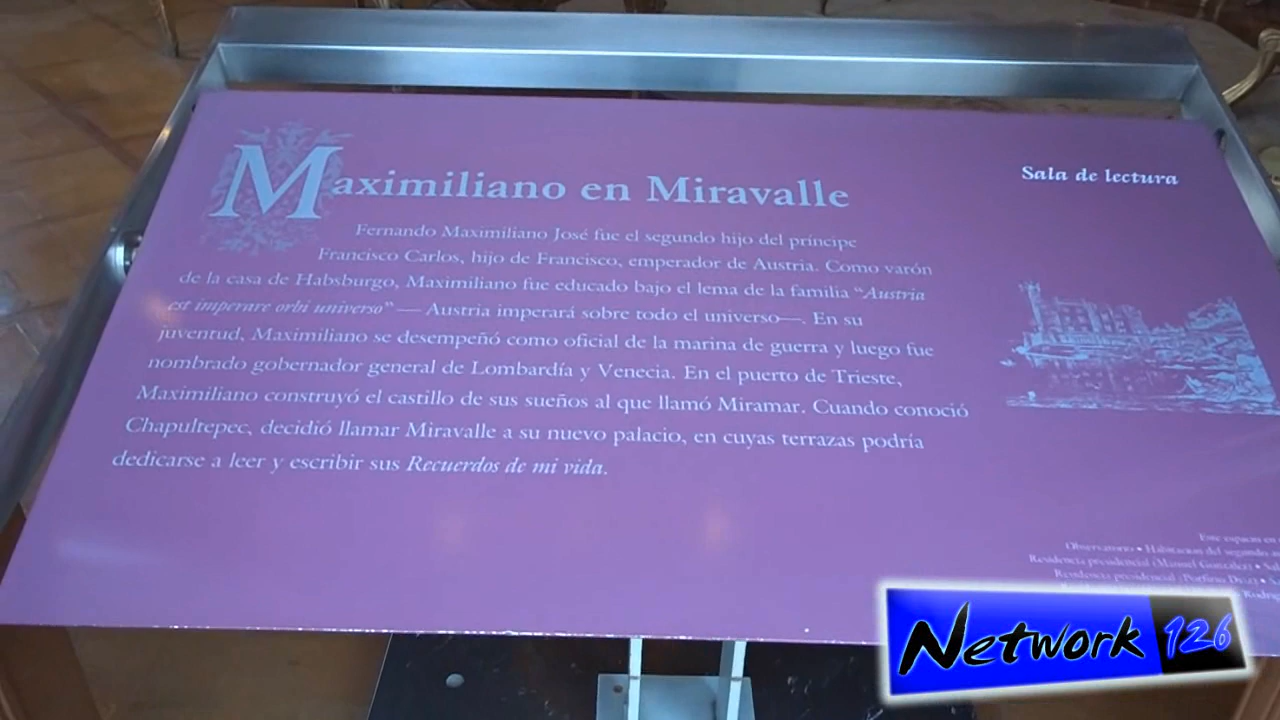 Maximiliano en Miravalle
Sala de lectura
Fernando Maximiliano José fue el segundo hijo del príncipe
Francisco Carlos, hijo de Francisco, emperador de Austria. Como varón
de la casa de Habsburgo, Maximiliano fue educado bajo el lema de la familia “Austria
est imperare orbi universo” — Austria imperará sobre todo el universo—. En su
juventud, Maximiliano se desempeñó como oficial de la marina de guerra y luego fue
nombrado gobernador general de Lombardía y Venecia. En el puerto de Trieste,
Maximiliano construyó el castillo de sus sueños al que llamó Miramar. Cuando conoció
Chapultepec, decidió llamar Miravalle a su nuevo palacio, en cuyas terrazas podría
dedicarse a leer y escribir sus Recuerdos de mi vida.
Este espacio
Observatorio • Habitación del segundo
Residencia presidencial (Manuel González) •
Residencia presidencial (Porfirio Díaz) •
Network 126